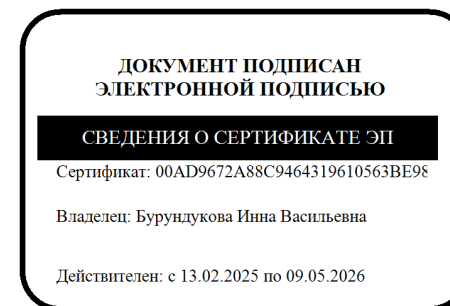 ДОКУМЕНТ ПОДПИСАН
ЭЛЕКТРОННОЙ ПОДПИСЬЮ
СВЕДЕНИЯ О СЕРТИФИКАТЕ ЭП
Сертификат: 00AD9672A88C9464319610563BE98
Владелец: Бурундукова Инна Васильевна
Действителен: с 13.02.2025 по 09.05.2026